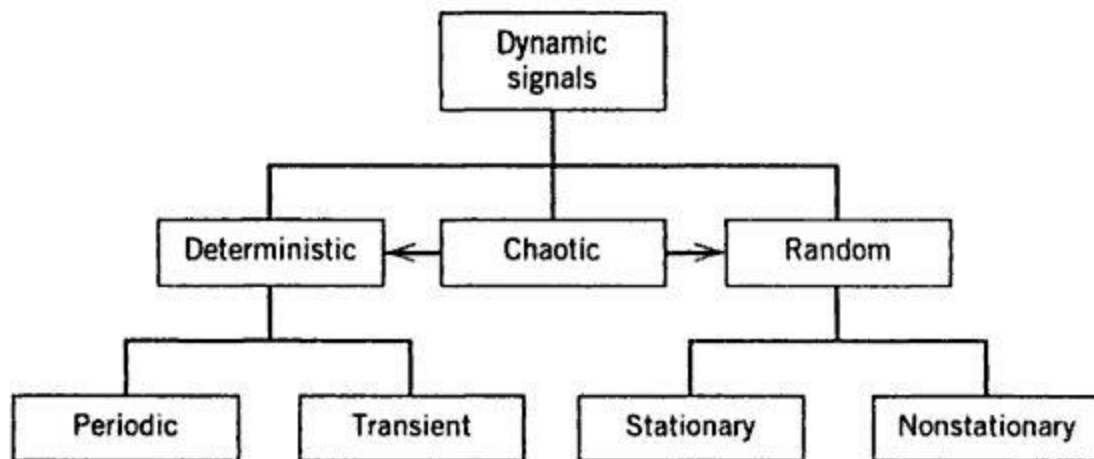 Dynamic
signals
Deterministic
Chaotic
Random
Periodic
Transient
Stationary
Nonstationary